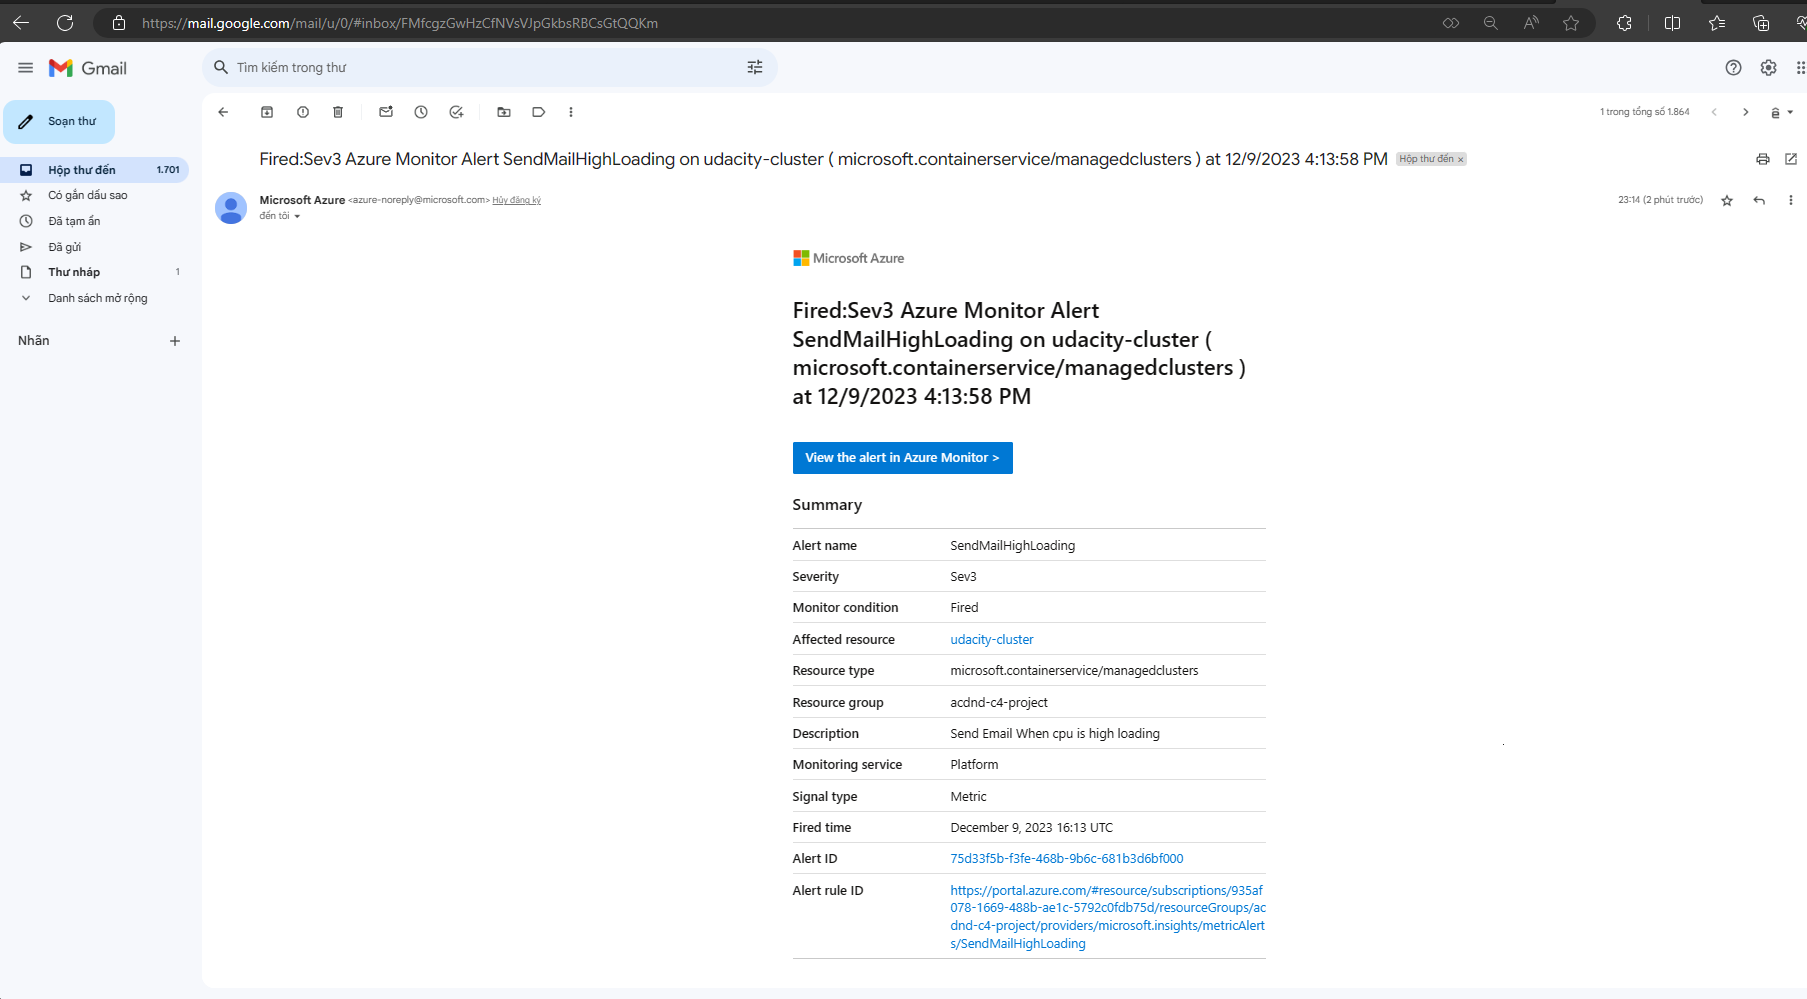 https://mail.google.com/mail/u/0/#inbox/FMfcgzGwHzCfNVsVJpGkbsRBCsGtQQKm
Gmail
Tìm kiếm trong thư
Soạn thư
1 trong tổng số 1.864
Hộp thư đến 1.701
Có gắn dấu sao
Đã tạm ẩn
Đã gửi
Thư nháp 1
Danh sách mở rộng
Nhãn
Fired:Sev3 Azure Monitor Alert SendMailHighLoading on udacity-cluster ( microsoft.containerservice/managedclusters ) at 12/9/2023 4:13:58 PM Hộp thư đến x
Microsoft Azure <azure-noreply@microsoft.com> Hủy đăng ký
23:14 (2 phút trước)
đến tôi
Microsoft Azure
Fired:Sev3 Azure Monitor Alert
SendMailHighLoading on udacity-cluster (
microsoft.containerservice/managedclusters )
at 12/9/2023 4:13:58 PM
View the alert in Azure Monitor >
Summary
Alert name SendMailHighLoading
Severity Sev3
Monitor condition Fired
Affected resource udacity-cluster
Resource type microsoft.containerservice/managedclusters
Resource group acdnd-c4-project
Description Send Email When cpu is high loading
Monitoring service Platform
Signal type Metric
Fired time December 9, 2023 16:13 UTC
Alert ID 75d33f5b-f3fe-468b-9b6c-681b3d6bf000
Alert rule ID https://portal.azure.com/#resource/subscriptions/935af
078-1669-488b-ae1c-5792c0fdb75d/resourceGroups/ac
dnd-c4-project/providers/microsoft.insights/metricAlert
s/SendMailHighLoading